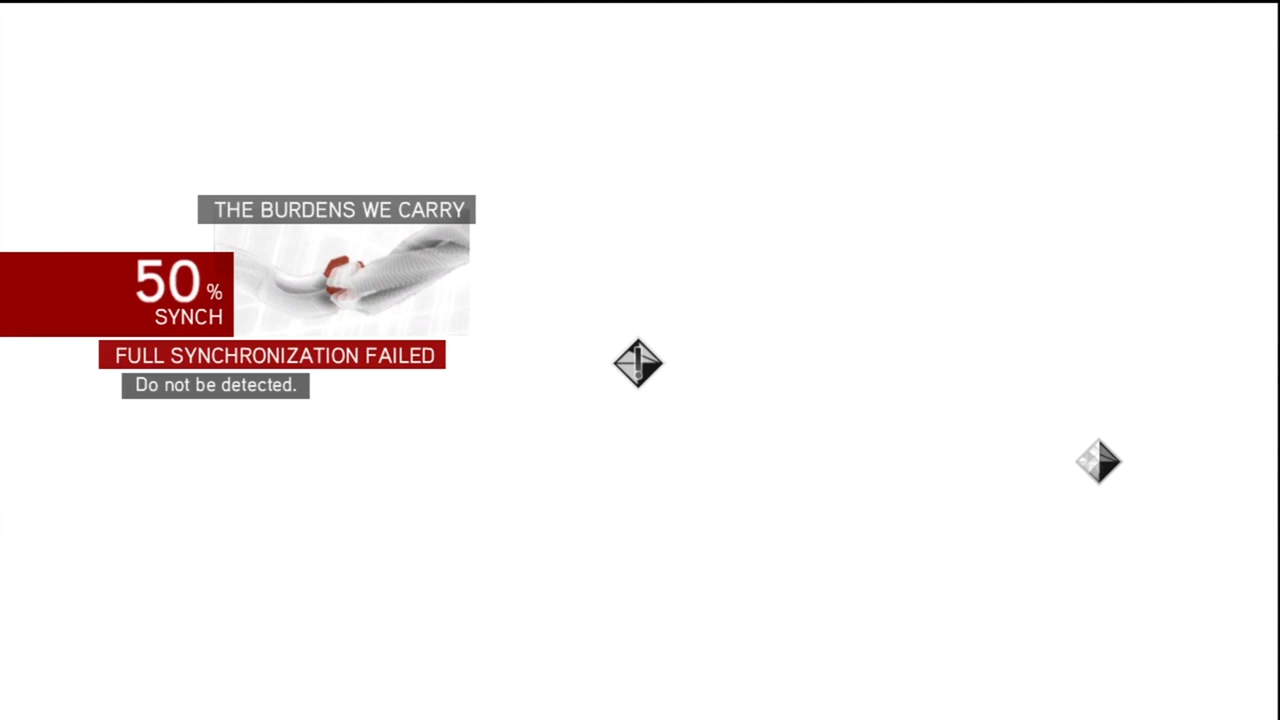 THE BURDENS WE CARRY
50 %
SYNCH
FULL SYNCHRONIZATION FAILED
Do not be detected.